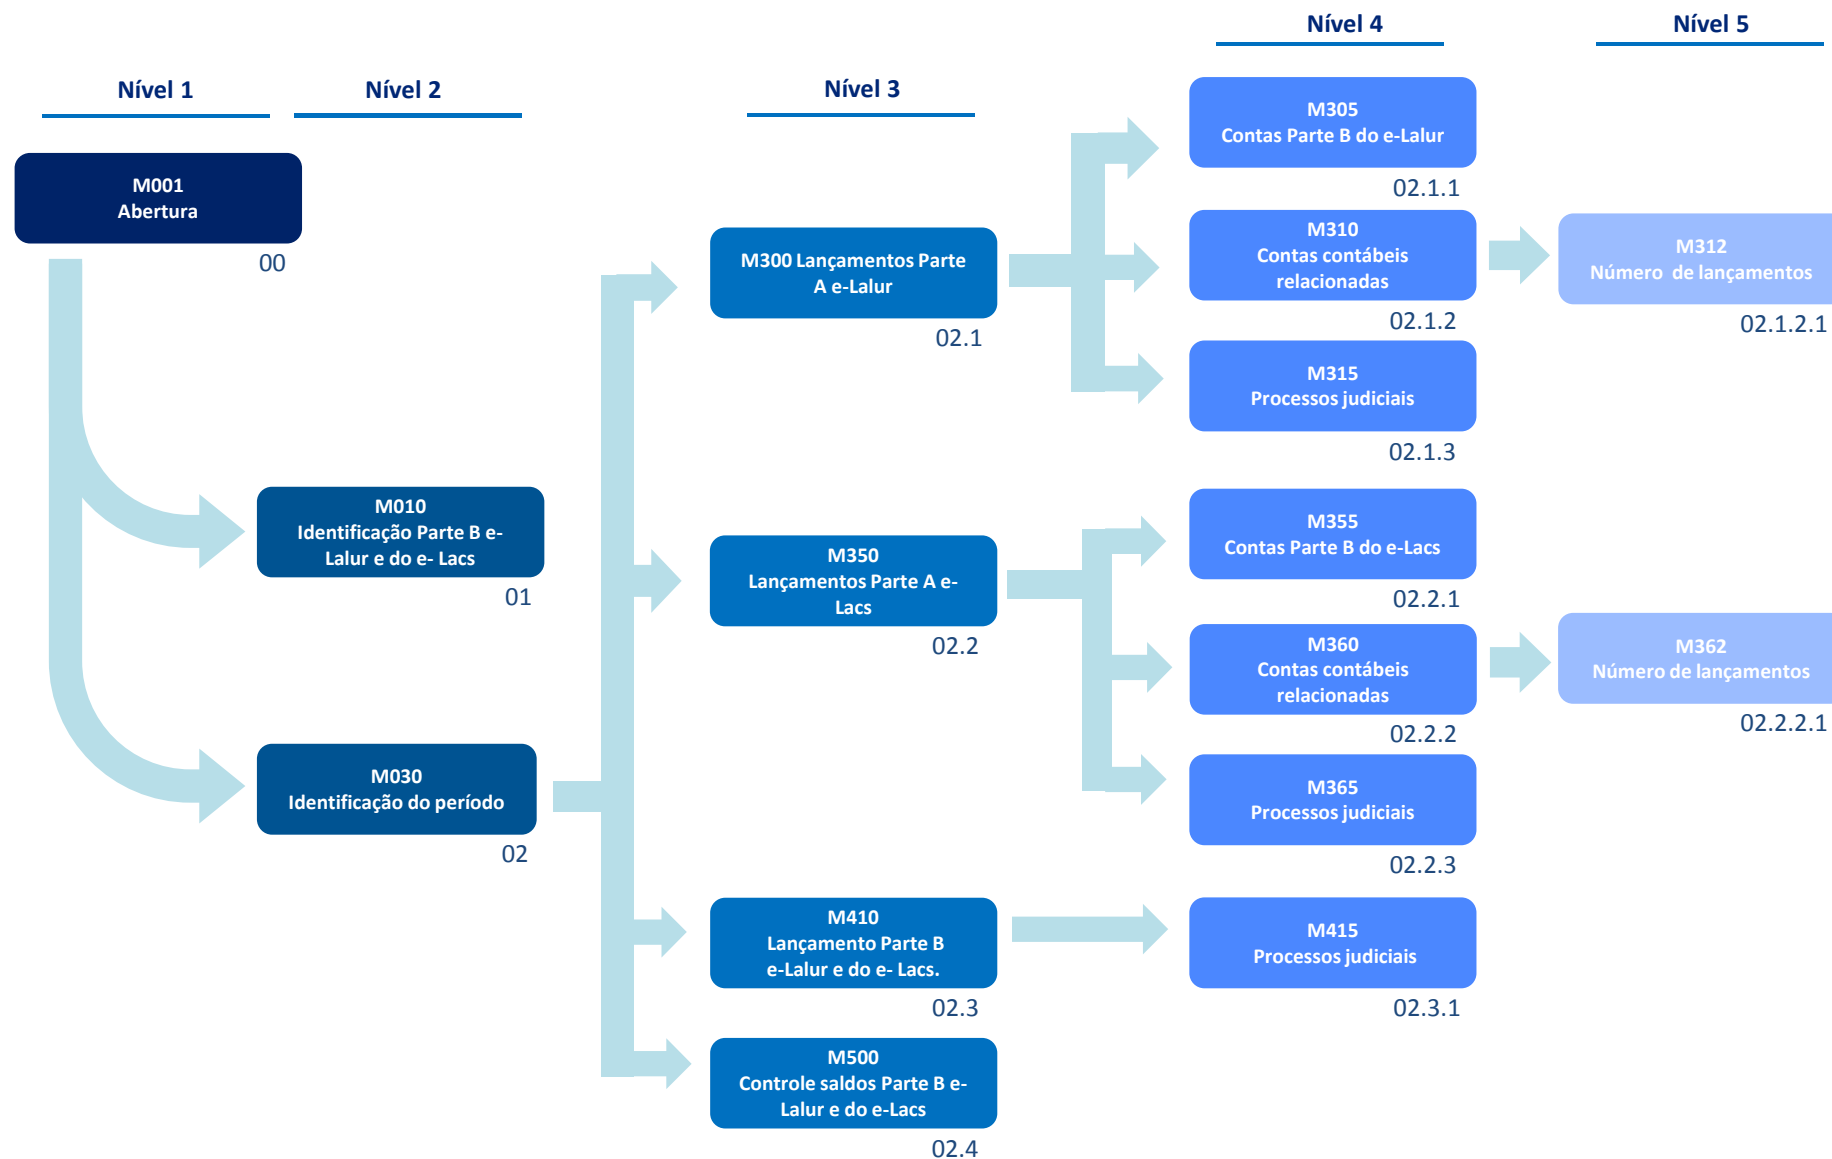 Nível 1
Nível 2
Nível 3
Nível 4
Nível 5
M001
Abertura
00
M010
Identificação Parte B e-
Lalur e do e- Lacs
01
M030
Identificação do período
02
M300 Lançamentos Parte
A e-Lalur
02.1
M350
Lançamentos Parte A e-
Lacs
02.2
M410
Lançamento Parte B
e-Lalur e do e- Lacs.
02.3
M500
Controle saldos Parte B e-
Lalur e do e-Lacs
02.4
M305
Contas Parte B do e-Lalur
02.1.1
M310
Contas contábeis
relacionadas
02.1.2
M315
Processos judiciais
02.1.3
M355
Contas Parte B do e-Lacs
02.2.1
M360
Contas contábeis
relacionadas
02.2.2
M365
Processos judiciais
02.2.3
M415
Processos judiciais
02.3.1
M312
Número de lançamentos
02.1.2.1
M362
Número de lançamentos
02.2.2.1